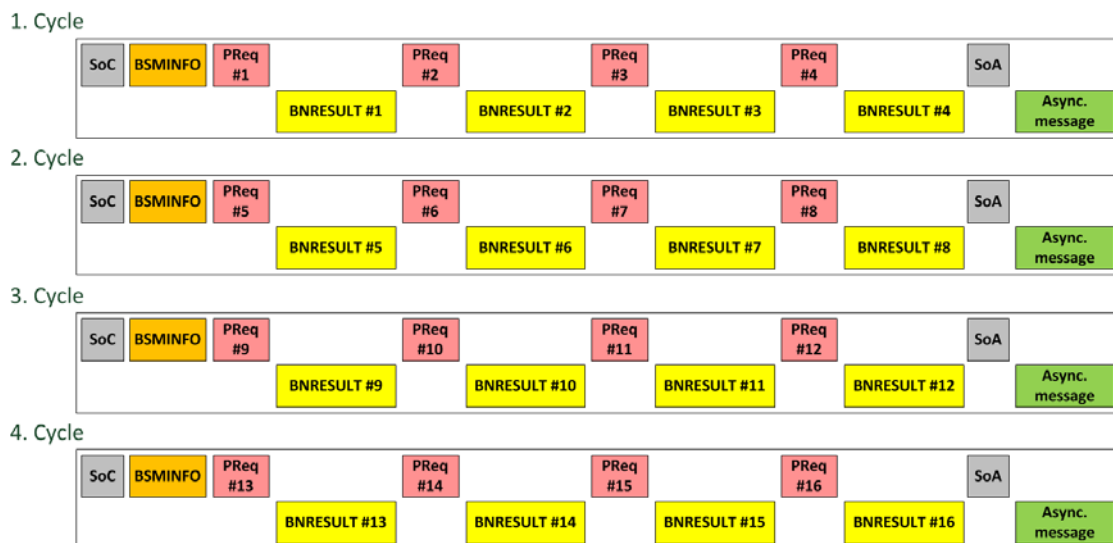 1. Cycle
SoC BSMINFO PReq #1 PReq #2 PReq #3 PReq #4 SoA
BNRESULT #1 BNRESULT #2 BNRESULT #3 BNRESULT #4 Async. message
2. Cycle
SoC BSMINFO PReq #5 PReq #6 PReq #7 PReq #8 SoA
BNRESULT #5 BNRESULT #6 BNRESULT #7 BNRESULT #8 Async. message
3. Cycle
SoC BSMINFO PReq #9 PReq #10 PReq #11 PReq #12 SoA
BNRESULT #9 BNRESULT #10 BNRESULT #11 BNRESULT #12 Async. message
4. Cycle
SoC BSMINFO PReq #13 PReq #14 PReq #15 PReq #16 SoA
BNRESULT #13 BNRESULT #14 BNRESULT #15 BNRESULT #16 Async. message